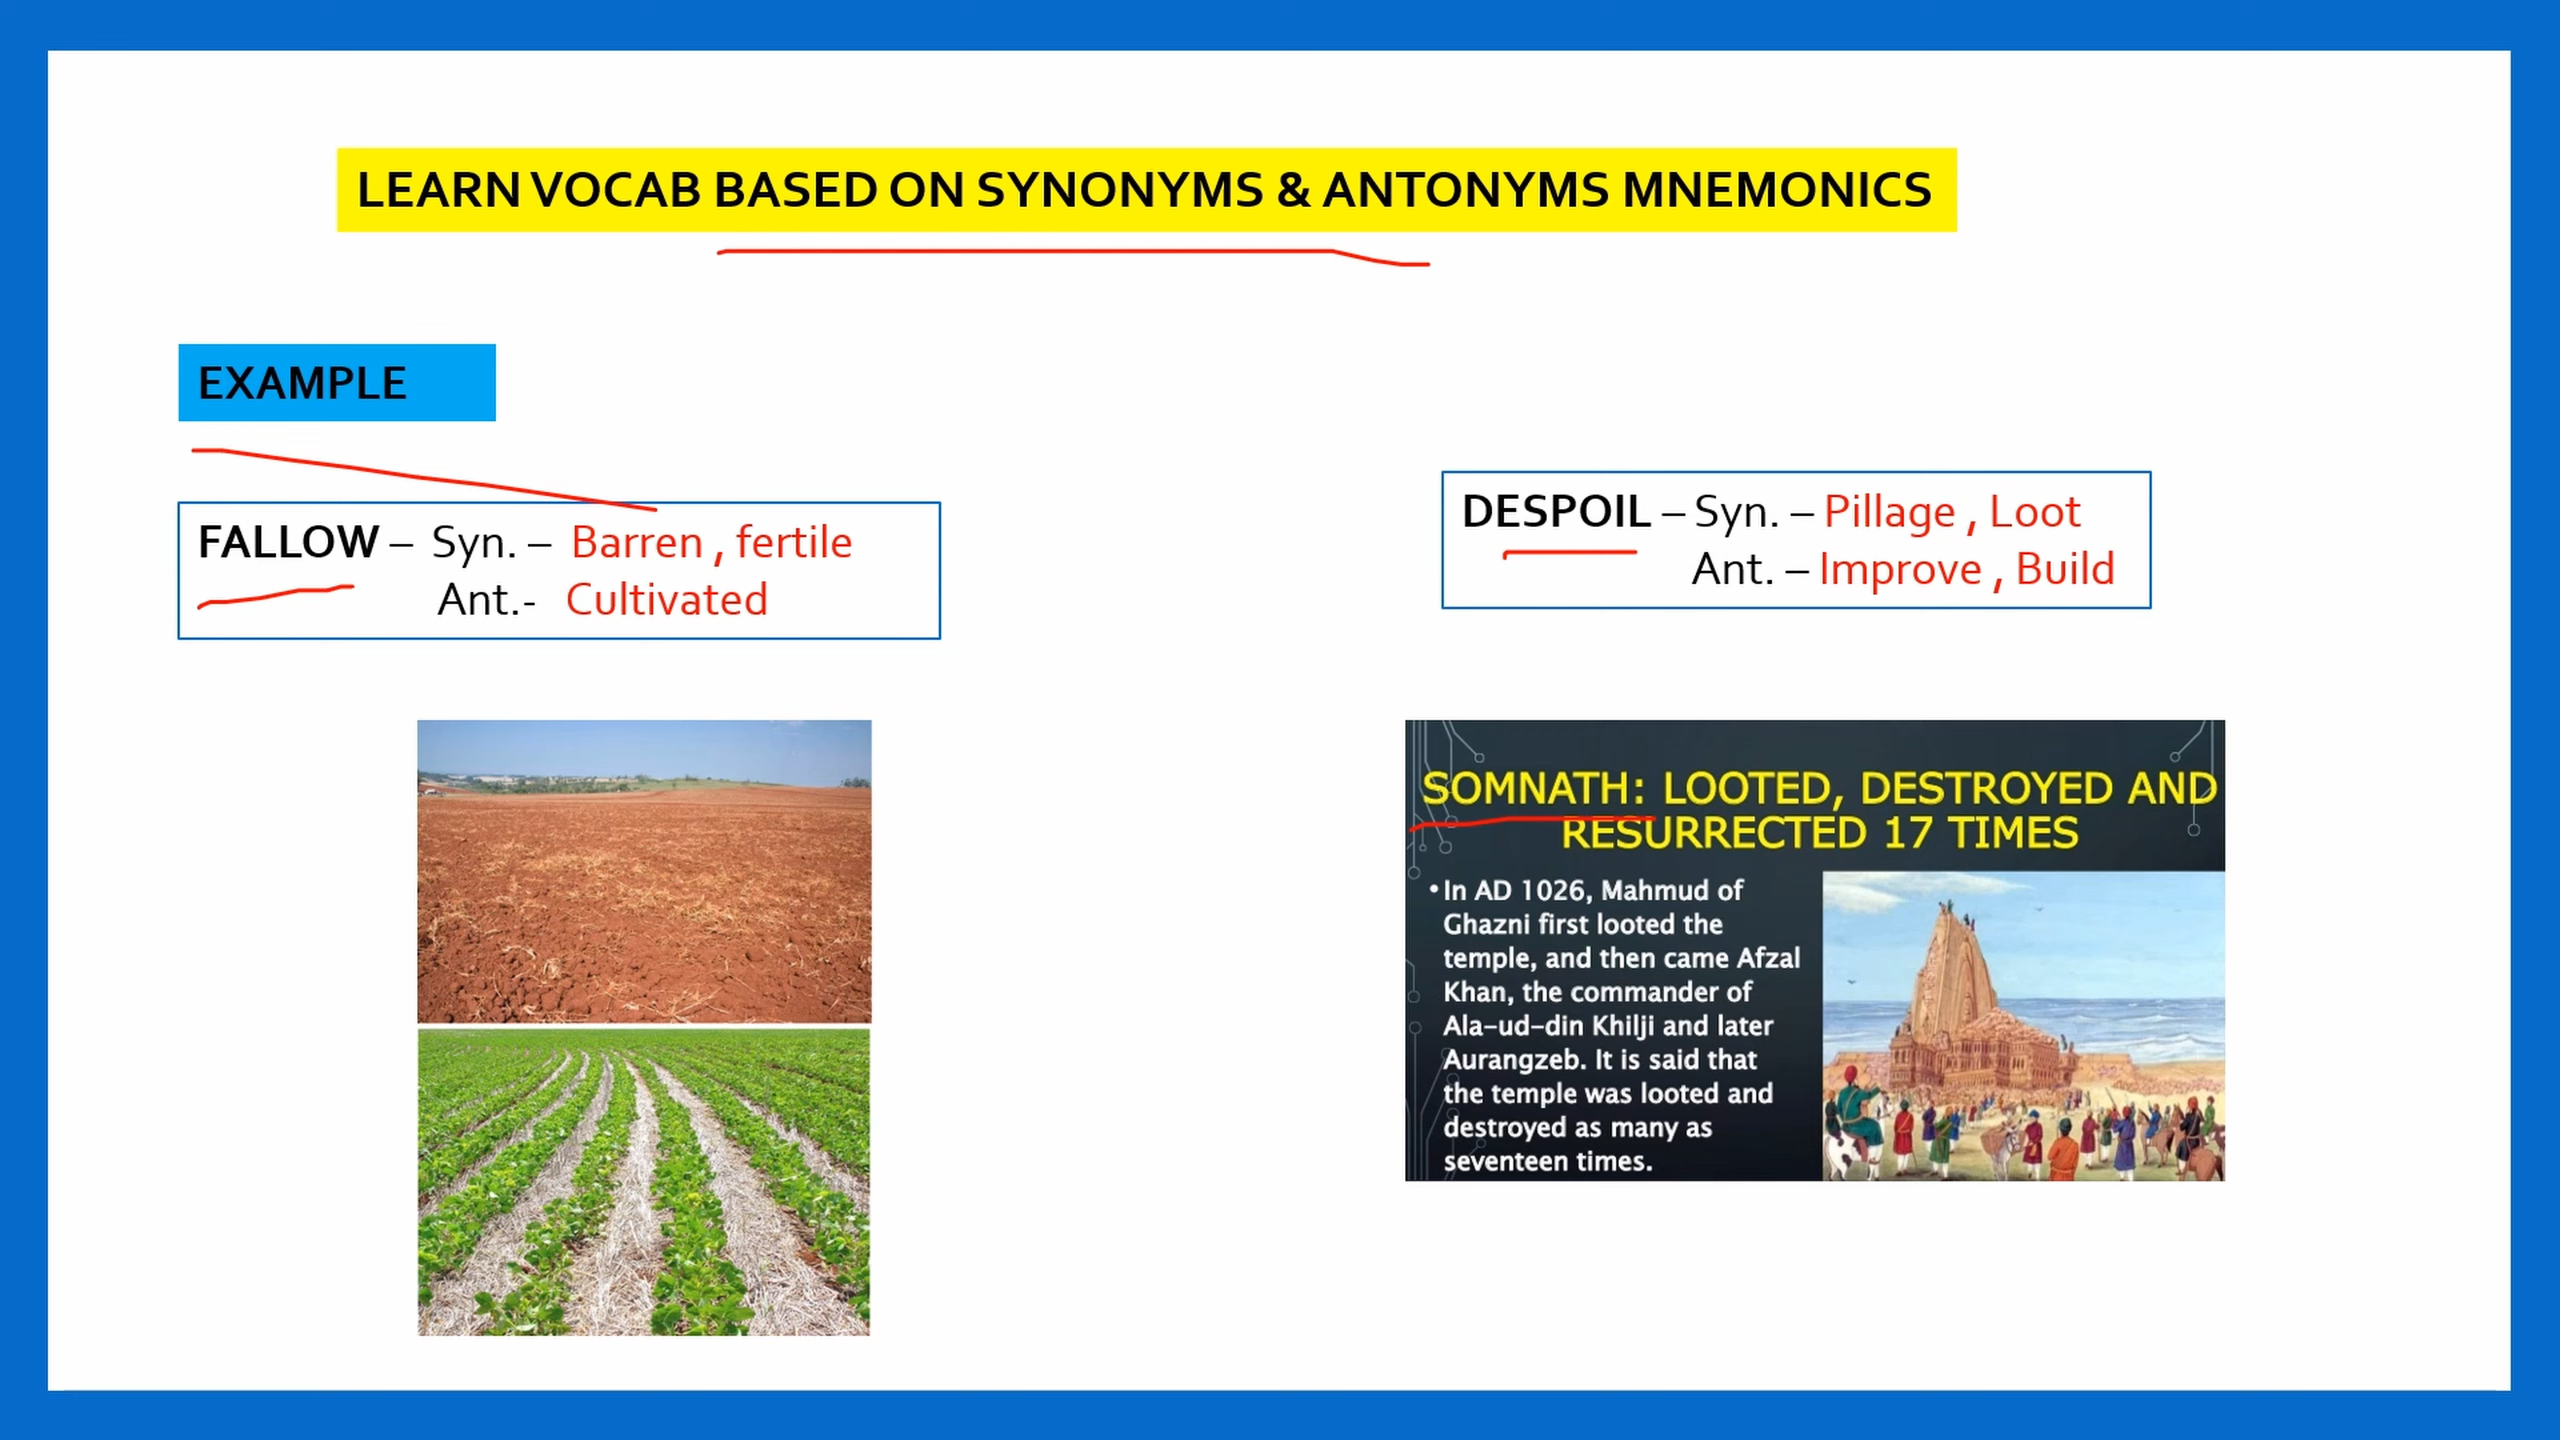 LEARN VOCAB BASED ON SYNONYMS & ANTONYMS MNEMONICS
EXAMPLE
FALLOW – Syn. – Barren , fertile
Ant.- Cultivated
DESPOIL – Syn. – Pillage , Loot
Ant. – Improve , Build
SOMNATH: LOOTED, DESTROYED AND
RESURRECTED 17 TIMES
• In AD 1026, Mahmud of
Ghazni first looted the
temple, and then came Afzal
Khan, the commander of
Ala-ud-din Khilji and later
Aurangzeb. It is said that
the temple was looted and
destroyed as many as
seventeen times.